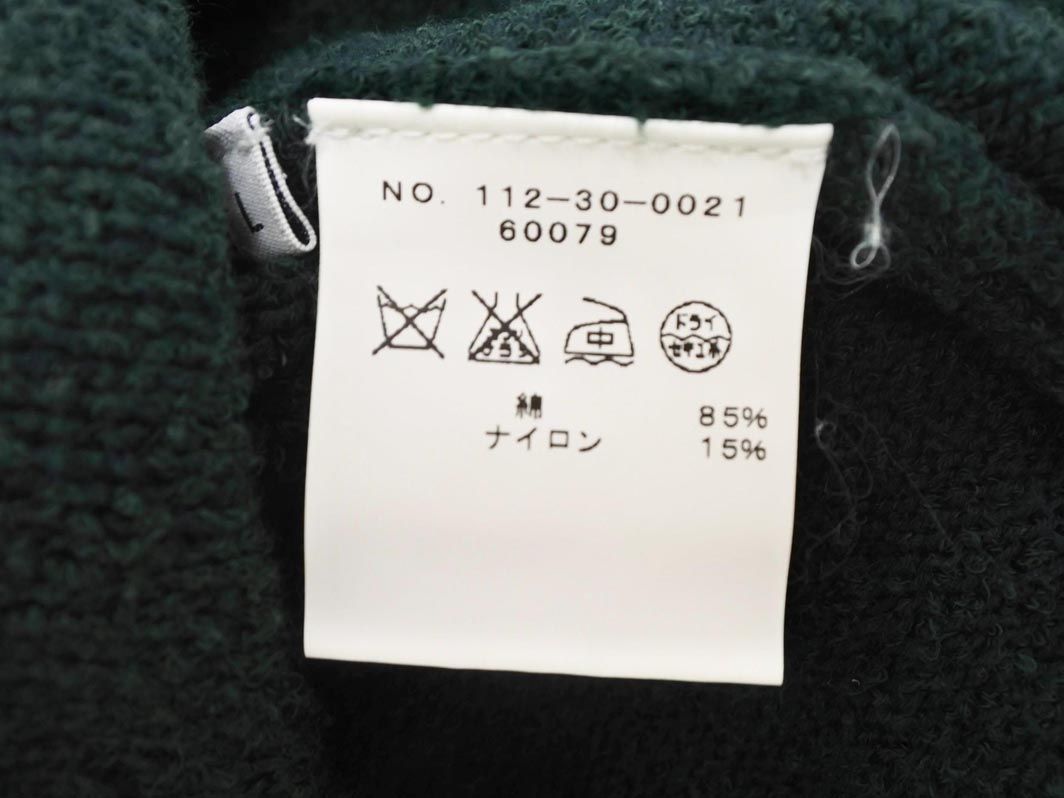 NO. 112-30-0021
60079
L
中
ドライ
セキユ系
綿 85%
ナイロン 15%